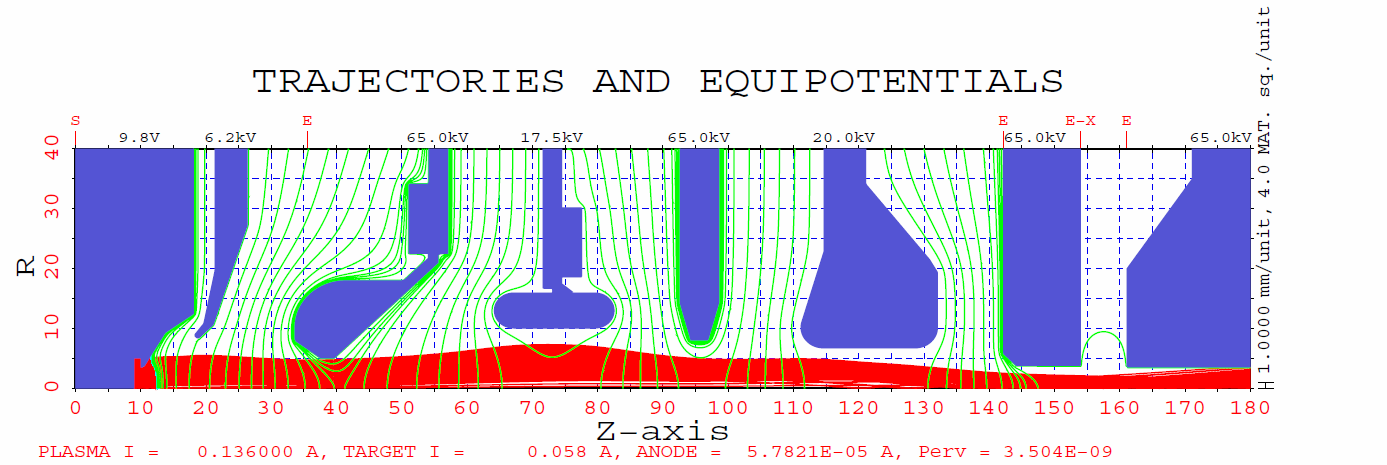 TRAJECTORIES AND EQUIPOTENTIALS
S E E E-X E
9.8V 6.2kV 65.0kV 17.5kV 65.0kV 20.0kV 65.0kV 65.0kV
40
30
20
10
0
R
0 10 20 30 40 50 60 70 80 90 100 110 120 130 140 150 160 170 180
Z-axis
H 1.0000 mm/unit, 4.0 MAT. sq./unit
PLASMA I = 0.136000 A, TARGET I = 0.058 A, ANODE = 5.7821E-05 A, Perv = 3.504E-09